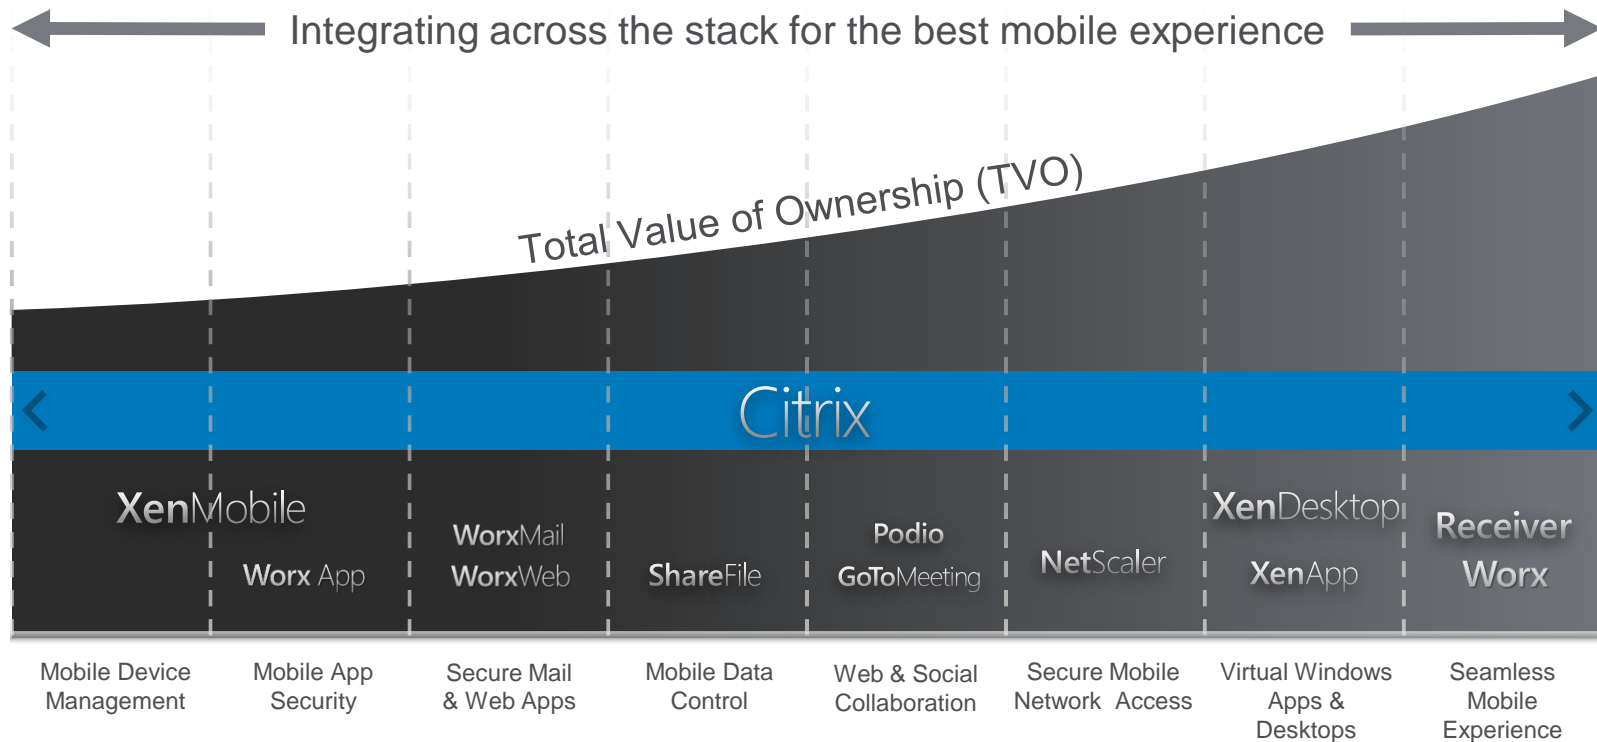 Integrating across the stack for the best mobile experience
Total Value of Ownership (TVO)
Citrix
XenMobile
Worx App
WorxMail
WorxWeb
ShareFile
Podio
GoToMeeting
NetScaler
XenDesktop
XenApp
Receiver
Worx
Mobile Device
Management
Mobile App
Security
Secure Mail
& Web Apps
Mobile Data
Control
Web & Social
Collaboration
Secure Mobile
Network Access
Virtual Windows
Apps &
Desktops
Seamless
Mobile
Experience